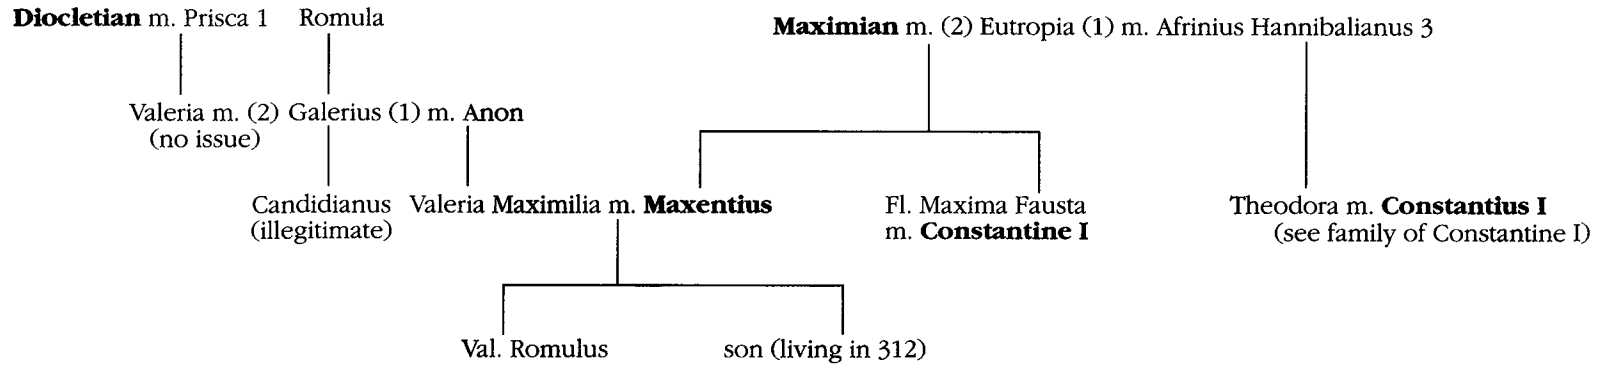 Diocletian m. Prisca 1 Romula
Maximian m. (2) Eutropia (1) m. Afrinius Hannibalianus 3
Valeria m. (2) Galerius (1) m. Anon
(no issue)
Candidianus Valeria Maximilia m. Maxentius
(illegitimate)
Fl. Maxima Fausta
m. Constantine I
Theodora m. Constantius I
(see family of Constantine I)
Val. Romulus son (living in 312)